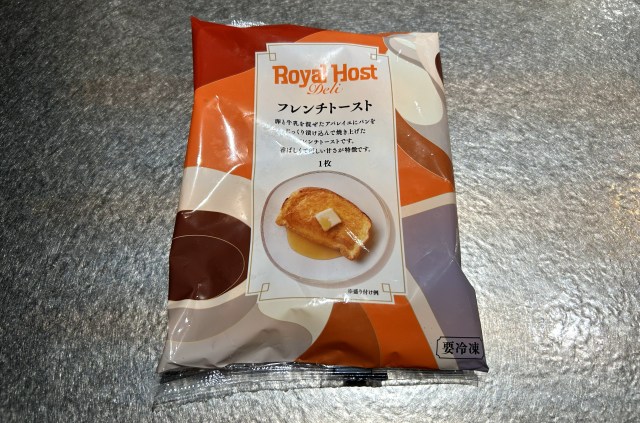 Royal Host
Deli
フレンチトースト
卵と牛乳を混ぜたアパレイユにパンを
じっくり漬け込んで焼き上げた
フレンチトーストです。
香ばしくて優しい甘さが特徴です。
1枚
※盛り付け例
要冷凍